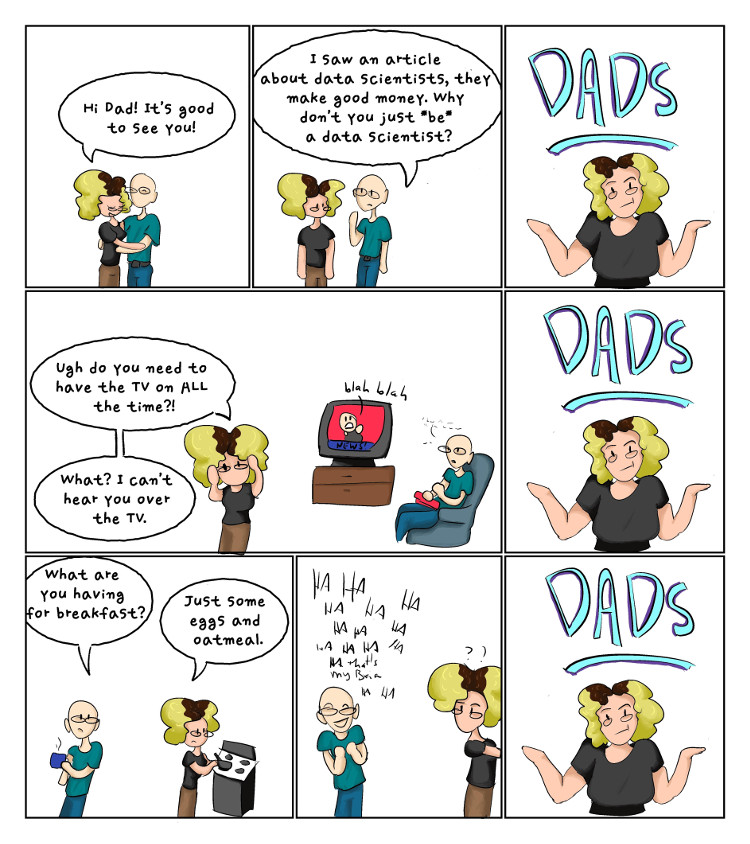 Hi Dad! It's good
to see you!
I saw an article
about data scientists, they
make good money. Why
don't you just *be*
a data scientist?
DADS
Ugh do you need to
have the TV on ALL
the time?!
What? I can't
hear you over
the TV.
blah blah
NEWS!
DADS
What are
you having
for breakfast?
Just some
eggs and
oatmeal.
HA HA
HA
HA HA
HA HA HA
HA HA HA HA
HA that's
my Bria
HA HA
? ?
DADS